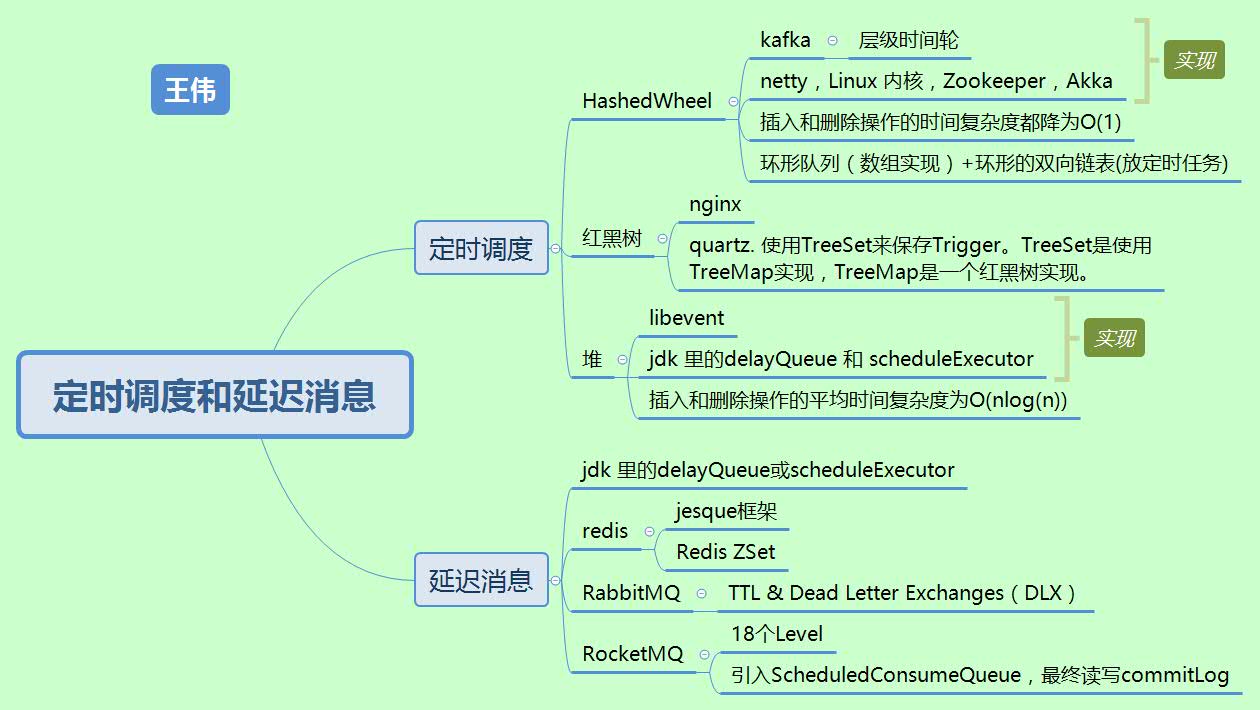 王伟
定时调度和延迟消息
定时调度
HashedWheel
kafka
层级时间轮
netty，Linux 内核，Zookeeper，Akka
实现
插入和删除操作的时间复杂度都降为O(1)
环形队列（数组实现）+环形的双向链表(放定时任务)
红黑树
nginx
quartz. 使用TreeSet来保存Trigger。TreeSet是使用
TreeMap实现，TreeMap是一个红黑树实现。
堆
libevent
jdk 里的delayQueue 和 scheduleExecutor
实现
插入和删除操作的平均时间复杂度为O(nlog(n))
延迟消息
jdk 里的delayQueue或scheduleExecutor
redis
jesque框架
Redis ZSet
RabbitMQ
TTL & Dead Letter Exchanges（DLX）
RocketMQ
18个Level
引入ScheduledConsumeQueue，最终读写commitLog